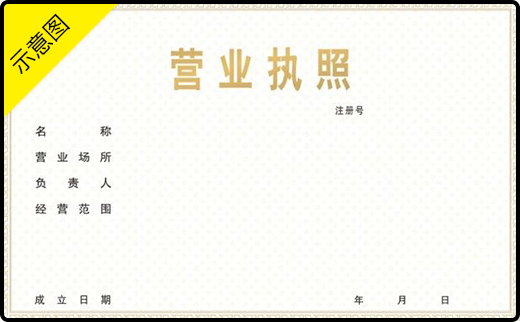 示意图
营业执照
注册号
名称
营业场所
负责人
经营范围
成立日期 年 月 日